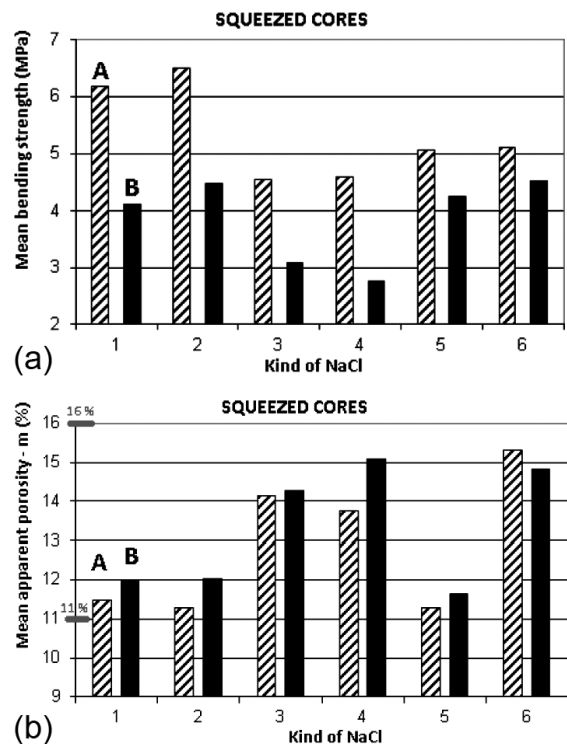 SQUEEZED CORES
Mean bending strength (MPa)
7
6
5
4
3
2
A
B
1 2 3 4 5 6
Kind of NaCl
(a)
SQUEEZED CORES
Mean apparent porosity - m (%)
16
15
14
13
12
11
10
9
16 %
11 %
A
B
1 2 3 4 5 6
Kind of NaCl
(b)